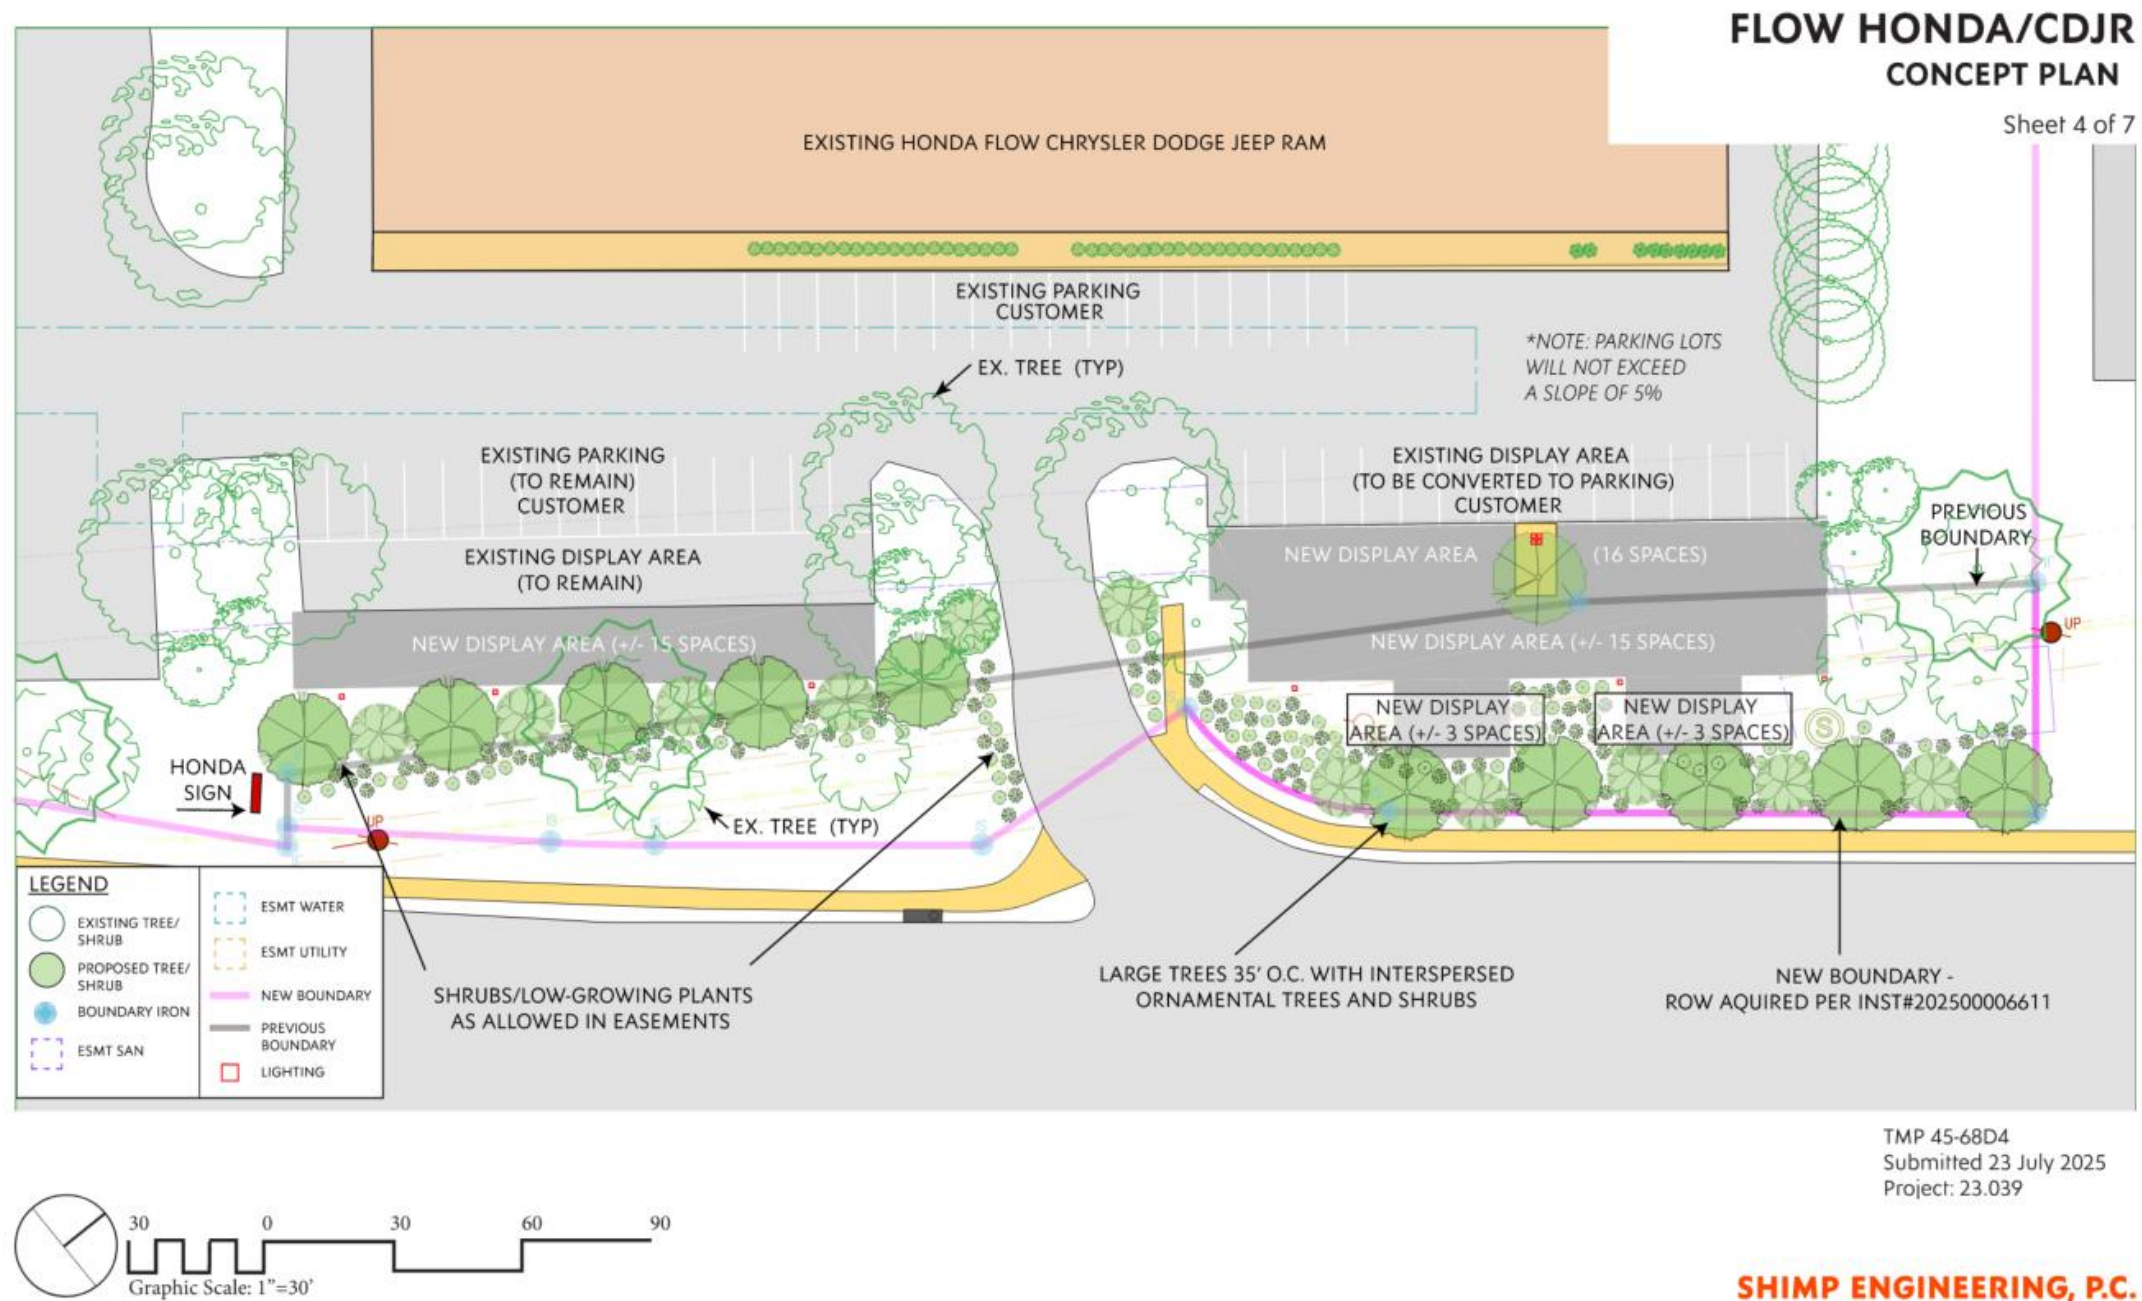 FLOW HONDA/CDJR
CONCEPT PLAN
Sheet 4 of 7
EXISTING HONDA FLOW CHRYSLER DODGE JEEP RAM
EXISTING PARKING
CUSTOMER
*NOTE: PARKING LOTS
WILL NOT EXCEED
A SLOPE OF 5%
EX. TREE (TYP)
EXISTING PARKING
(TO REMAIN)
CUSTOMER
EXISTING DISPLAY AREA
(TO BE CONVERTED TO PARKING)
CUSTOMER
PREVIOUS
BOUNDARY
EXISTING DISPLAY AREA
(TO REMAIN)
NEW DISPLAY AREA (16 SPACES)
NEW DISPLAY AREA (+/- 15 SPACES)
NEW DISPLAY AREA (+/- 15 SPACES)
UP
NEW DISPLAY
AREA (+/- 3 SPACES)
NEW DISPLAY
AREA (+/- 3 SPACES)
S
HONDA
SIGN
UP
EX. TREE (TYP)
LEGEND
EXISTING TREE/
SHRUB
PROPOSED TREE/
SHRUB
BOUNDARY IRON
ESMT SAN
ESMT WATER
ESMT UTILITY
NEW BOUNDARY
PREVIOUS
BOUNDARY
LIGHTING
SHRUBS/LOW-GROWING PLANTS
AS ALLOWED IN EASEMENTS
LARGE TREES 35' O.C. WITH INTERSPERSED
ORNAMENTAL TREES AND SHRUBS
NEW BOUNDARY -
ROW AQUIRED PER INST#202500006611
TMP 45-68D4
Submitted 23 July 2025
Project: 23.039
30 0 30 60 90
Graphic Scale: 1"=30'
SHIMP ENGINEERING, P.C.